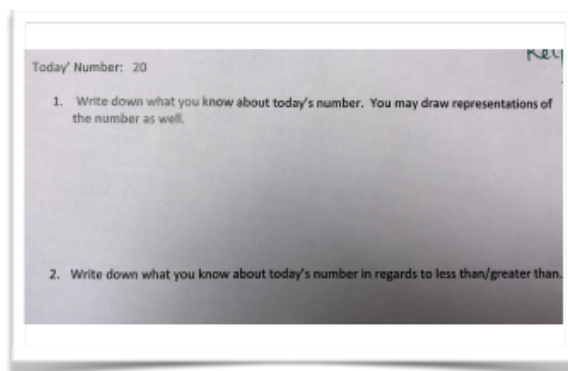 Key
Today' Number: 20
1. Write down what you know about today's number. You may draw representations of
the number as well.
2. Write down what you know about today's number in regards to less than/greater than.